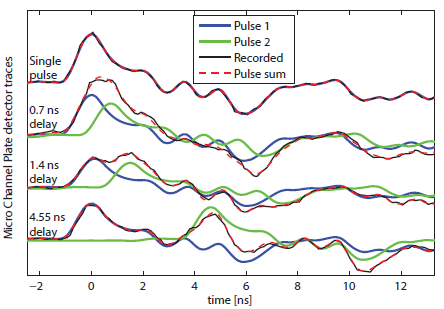 Pulse 1
Pulse 2
Recorded
Pulse sum
Single
pulse
0.7 ns
delay
1.4 ns
delay
4.55 ns
delay
Micro Channel Plate detector traces
−2 0 2 4 6 8 10 12
time [ns]